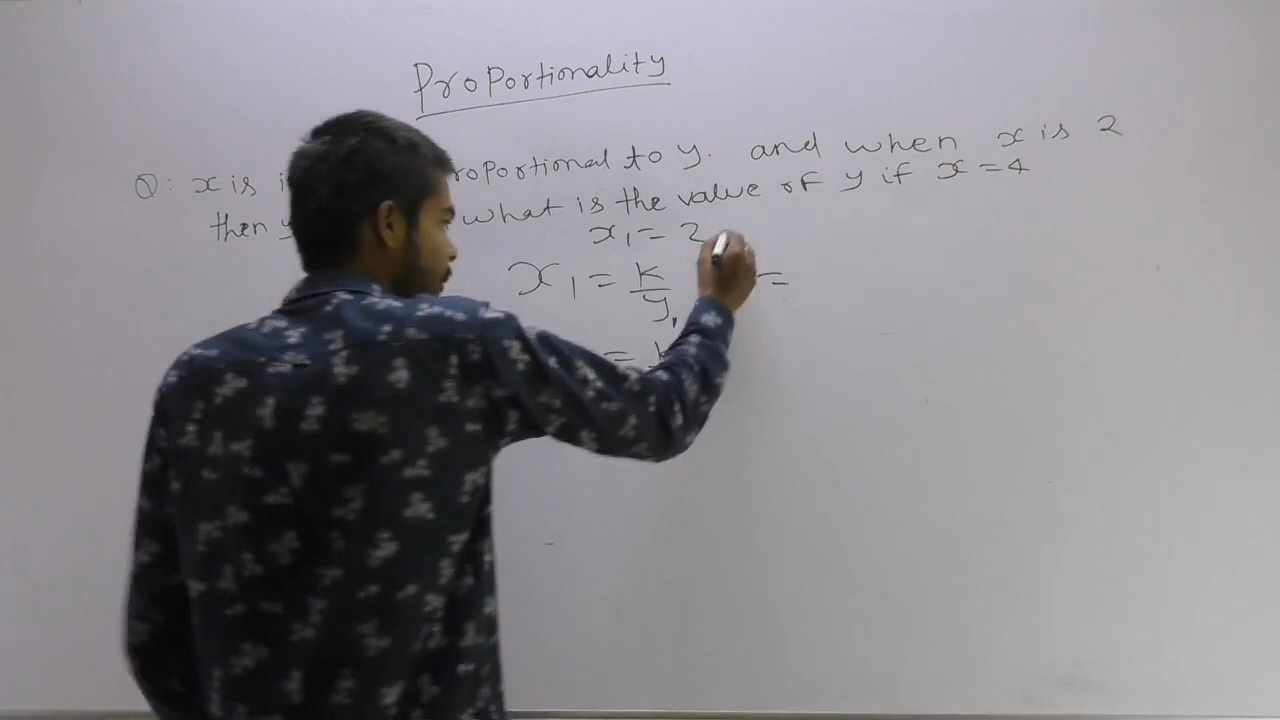 Proportionality
Q: x is proportional to y. and when x is 2
then what is the value of y if x = 4
x₁ = 2
x₁ = k/y₁ =
= k